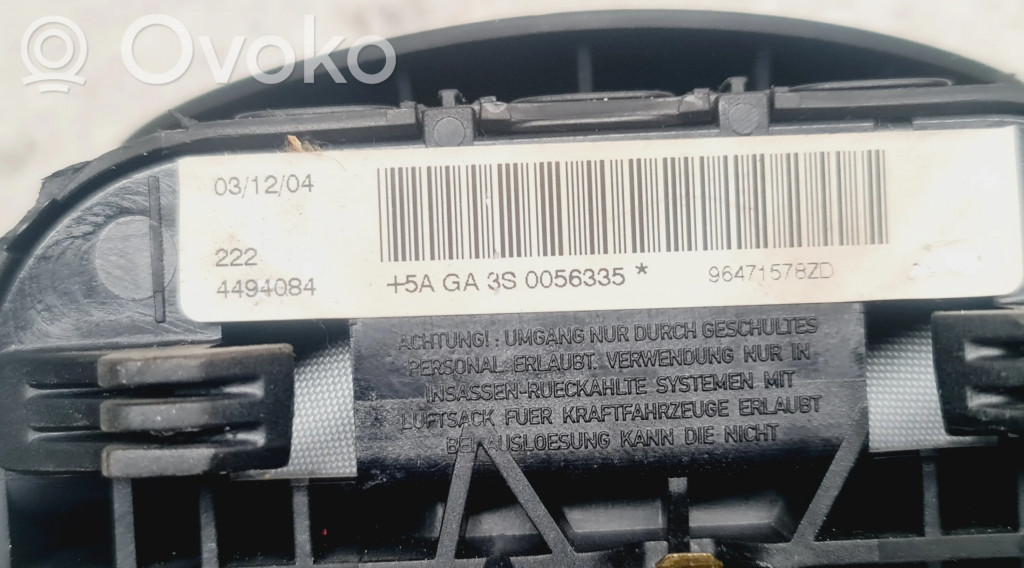 Ovoko
03/12/04
222
4494084
+5A GA 3S 0056335 *
96471578ZD
ACHTUNG! : UMGANG NUR DURCH GESCHULTES
PERSONAL ERLAUBT. VERWENDUNG NUR IN
INSASSEN-RUECKAHLTE SYSTEMEN MIT
LUFTSACK FUER KRAFTFAHRZEUGE ERLAUBT
BEI AUSLOESUNG KANN DIE NICHT